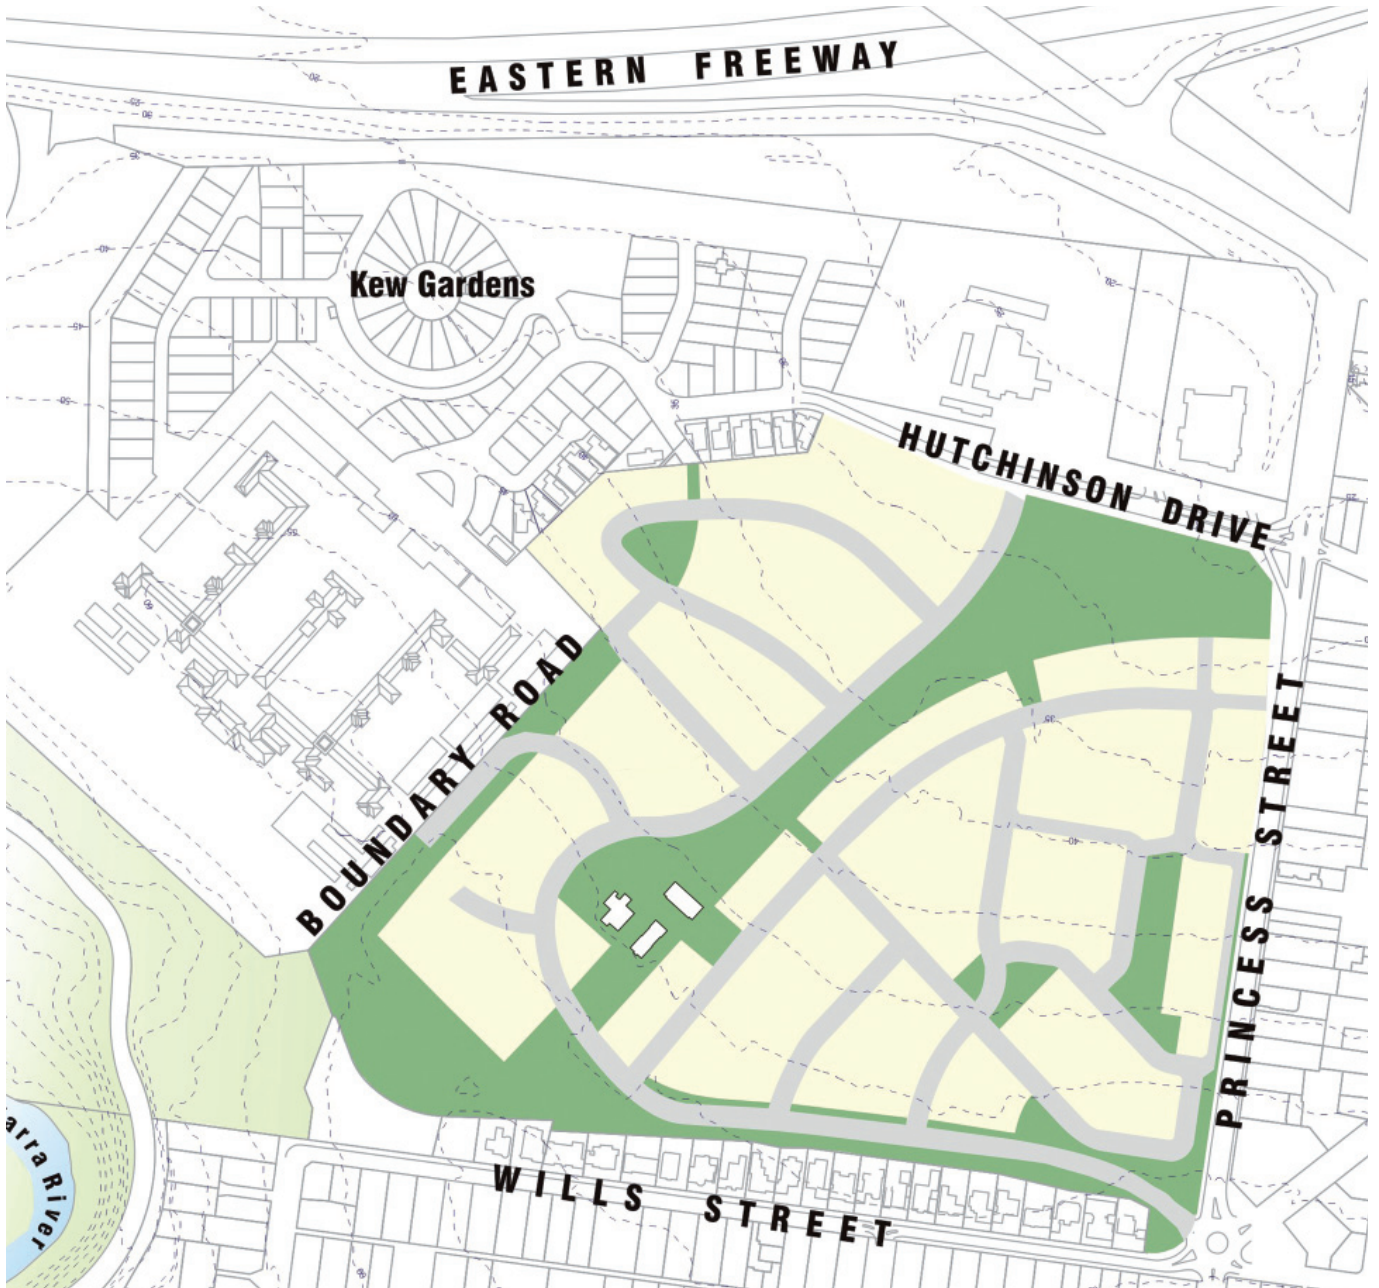 EASTERN FREEWAY
Kew Gardens
HUTCHINSON DRIVE
BOUNDARY ROAD
PRINCESS STREET
WILLS STREET
arra River